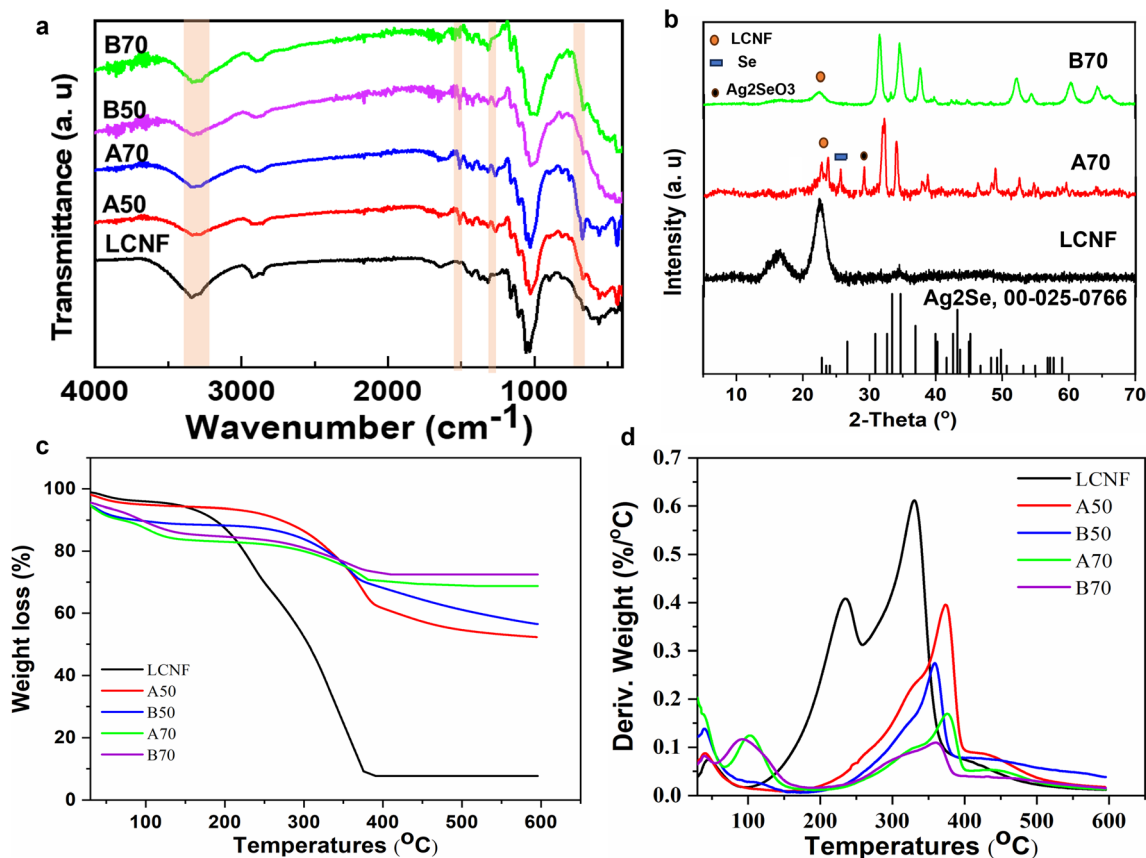 a
B70
B50
A70
A50
LCNF
Transmittance (a. u)
4000 3000 2000 1000
Wavenumber (cm-1)
b
LCNF
Se
Ag2SeO3
B70
A70
LCNF
Ag2Se, 00-025-0766
Intensity (a. u)
10 20 30 40 50 60 70
2-Theta (o)
c
100
80
60
40
20
0
Weight loss (%)
LCNF
A50
B50
A70
B70
100 200 300 400 500 600
Temperatures (oC)
d
0.7
0.6
0.5
0.4
0.3
0.2
0.1
0.0
Deriv. Weight (%/oC)
LCNF
A50
B50
A70
B70
100 200 300 400 500 600
Temperatures (oC)